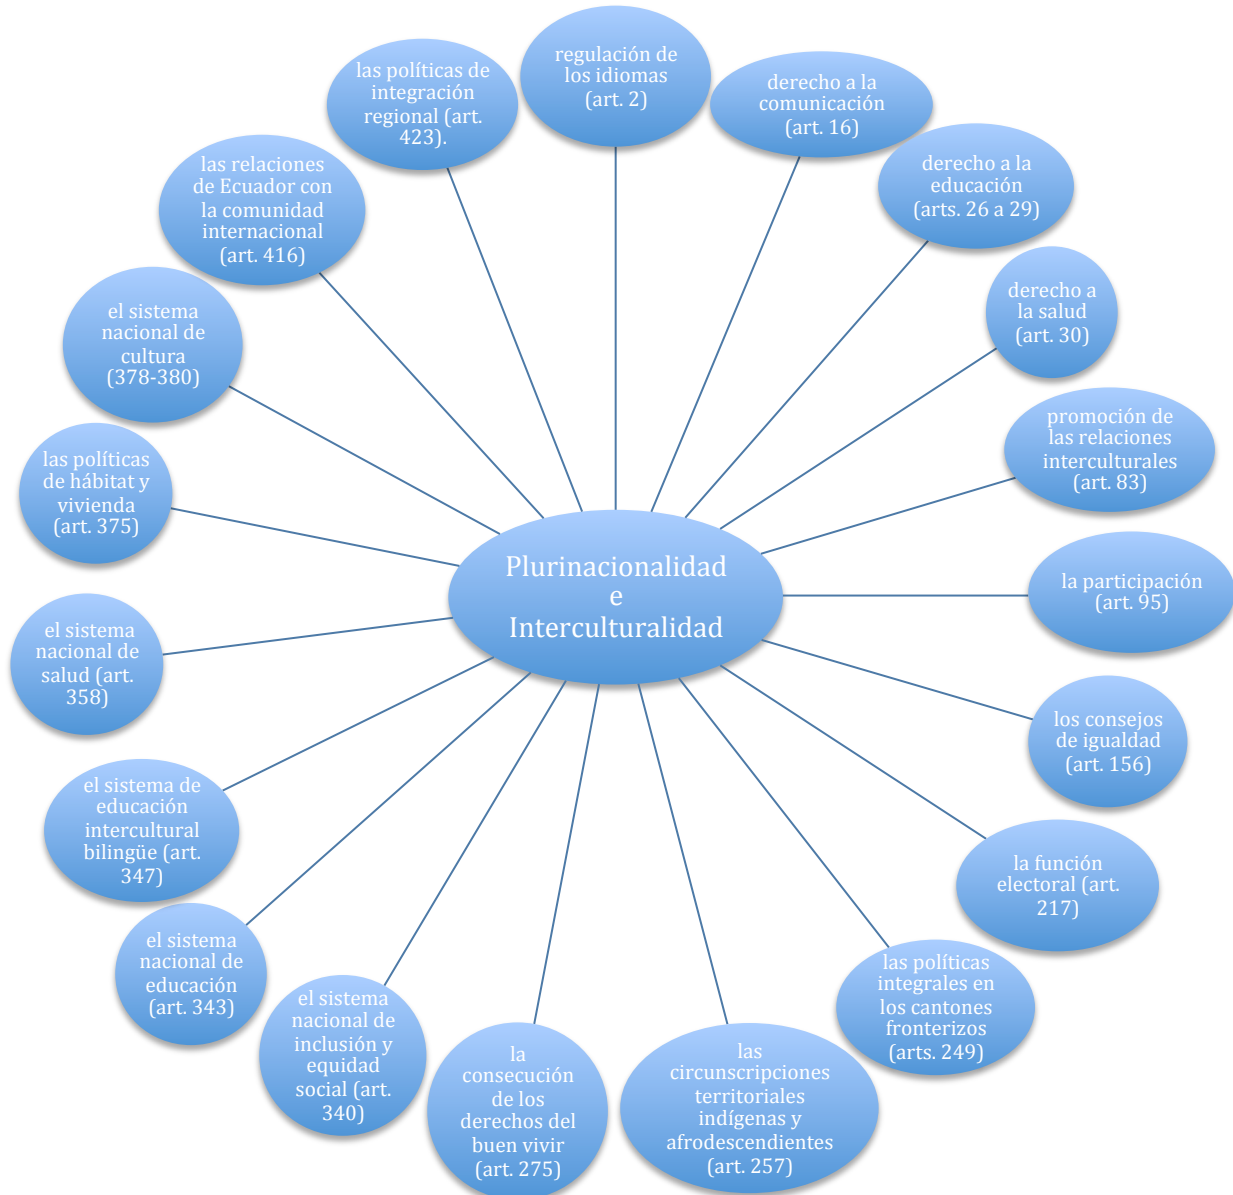 Plurinacionalidad
e
Interculturalidad
regulación de
los idiomas
(art. 2)
derecho a la
comunicación
(art. 16)
derecho a la
educación
(arts. 26 a 29)
derecho a
la salud
(art. 30)
promoción de
las relaciones
interculturales
(art. 83)
la participación
(art. 95)
los consejos
de igualdad
(art. 156)
la función
electoral (art.
217)
las políticas
integrales en
los cantones
fronterizos
(arts. 249)
las
circunscripciones
territoriales
indígenas y
afrodescendientes
(art. 257)
la
consecución
de los
derechos del
buen vivir
(art. 275)
el sistema
nacional de
inclusión y
equidad
social (art.
340)
el sistema
nacional de
educación
(art. 343)
el sistema de
educación
intercultural
bilingüe (art.
347)
el sistema
nacional de
salud (art.
358)
las políticas
de hábitat y
vivienda
(art. 375)
el sistema
nacional de
cultura
(378-380)
las relaciones
de Ecuador con
la comunidad
internacional
(art. 416)
las políticas de
integración
regional (art.
423).